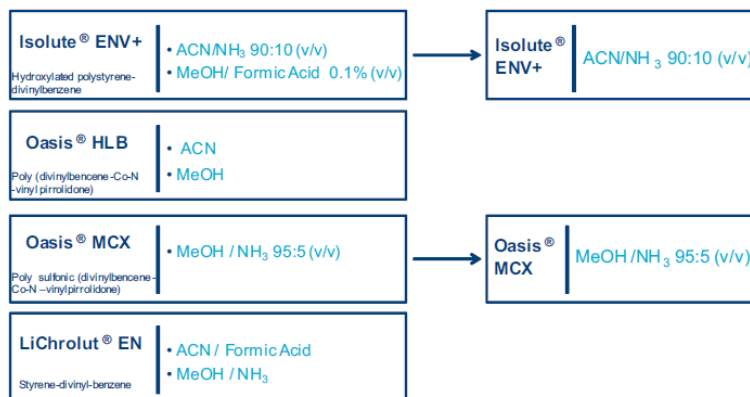 Isolute® ENV+
Hydroxylated polystyrene-
divinylbenzene
• ACN/NH3 90:10 (v/v)
• MeOH/ Formic Acid 0.1% (v/v)
Isolute®
ENV+
ACN/NH3 90:10 (v/v)
Oasis® HLB
Poly (divinylbencene-Co-N
-vinyl pirrolidone)
• ACN
• MeOH
Oasis® MCX
Poly sulfonic (divinylbencene-
Co-N –vinylpirrolidone)
• MeOH / NH3 95:5 (v/v)
Oasis®
MCX
MeOH /NH3 95:5 (v/v)
LiChrolut® EN
Styrene-divinyl-benzene
• ACN / Formic Acid
• MeOH / NH3